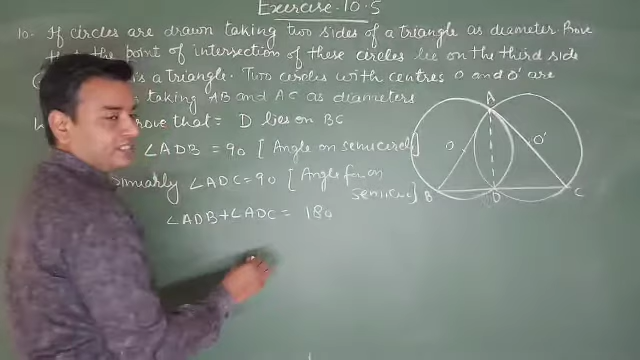 Exercise-10.5
10- If circles are drawn taking two sides of a triangle as diameter. Prove
the point of intersection of these circles lie on the third side
is a triangle. Two circles with centres O and O' are
taking AB and AC as diameters
prove that: D lies on BC
∠ADB = 90 [Angle on semicircle]
Similarly ∠ADC = 90 [Angle for on
semicirc]
∠ADB + ∠ADC = 180
A
O
O'
B
D
C